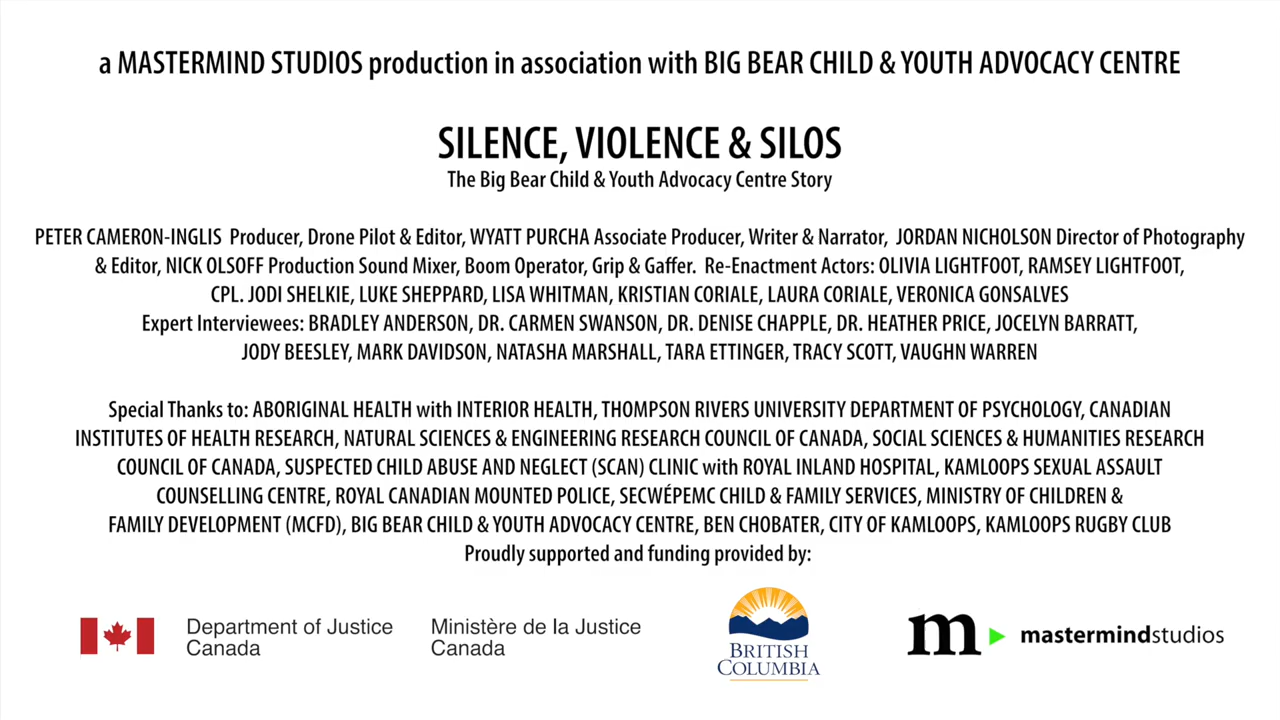 a MASTERMIND STUDIOS production in association with BIG BEAR CHILD & YOUTH ADVOCACY CENTRE
SILENCE, VIOLENCE & SILOS
The Big Bear Child & Youth Advocacy Centre Story
PETER CAMERON-INGLIS Producer, Drone Pilot & Editor, WYATT PURCHA Associate Producer, Writer & Narrator, JORDAN NICHOLSON Director of Photography
& Editor, NICK OLSOFF Production Sound Mixer, Boom Operator, Grip & Gaffer. Re-Enactment Actors: OLIVIA LIGHTFOOT, RAMSEY LIGHTFOOT,
CPL. JODI SHELKIE, LUKE SHEPPARD, LISA WHITMAN, KRISTIAN CORIALE, LAURA CORIALE, VERONICA GONSALVES
Expert Interviewees: BRADLEY ANDERSON, DR. CARMEN SWANSON, DR. DENISE CHAPPLE, DR. HEATHER PRICE, JOCELYN BARRATT,
JODY BEESLEY, MARK DAVIDSON, NATASHA MARSHALL, TARA ETTINGER, TRACY SCOTT, VAUGHN WARREN
Special Thanks to: ABORIGINAL HEALTH with INTERIOR HEALTH, THOMPSON RIVERS UNIVERSITY DEPARTMENT OF PSYCHOLOGY, CANADIAN
INSTITUTES OF HEALTH RESEARCH, NATURAL SCIENCES & ENGINEERING RESEARCH COUNCIL OF CANADA, SOCIAL SCIENCES & HUMANITIES RESEARCH
COUNCIL OF CANADA, SUSPECTED CHILD ABUSE AND NEGLECT (SCAN) CLINIC with ROYAL INLAND HOSPITAL, KAMLOOPS SEXUAL ASSAULT
COUNSELLING CENTRE, ROYAL CANADIAN MOUNTED POLICE, SECWÉPEMC CHILD & FAMILY SERVICES, MINISTRY OF CHILDREN &
FAMILY DEVELOPMENT (MCFD), BIG BEAR CHILD & YOUTH ADVOCACY CENTRE, BEN CHOBATER, CITY OF KAMLOOPS, KAMLOOPS RUGBY CLUB
Proudly supported and funding provided by:
Department of Justice
Canada
Ministère de la Justice
Canada
BRITISH
COLUMBIA
m mastermindstudios